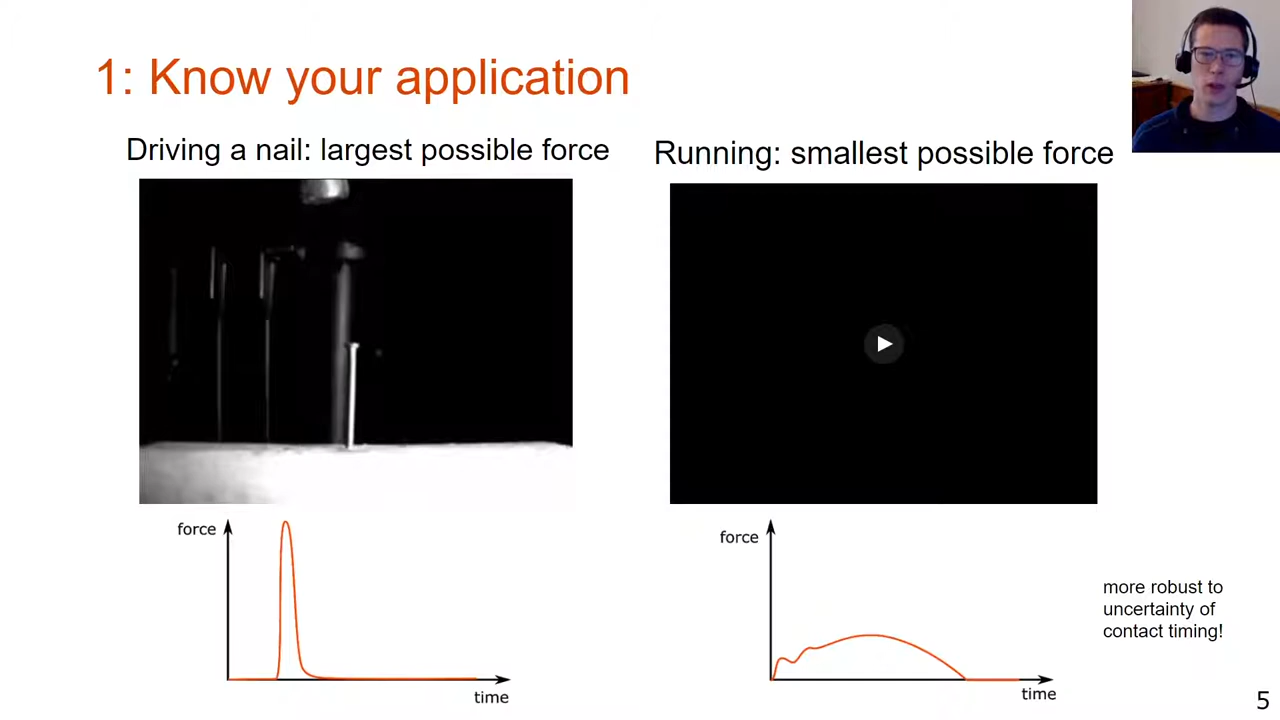 1: Know your application
Driving a nail: largest possible force
Running: smallest possible force
force
time
force
time
more robust to
uncertainty of
contact timing!
5